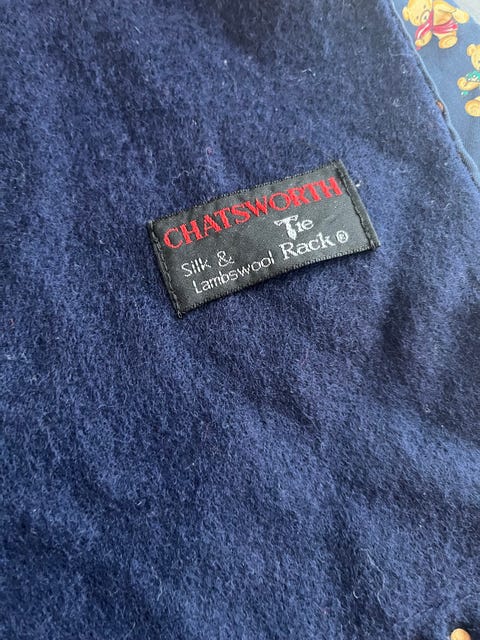 CHATSWORTH
Silk &
Lambswool
Tie
Rack®